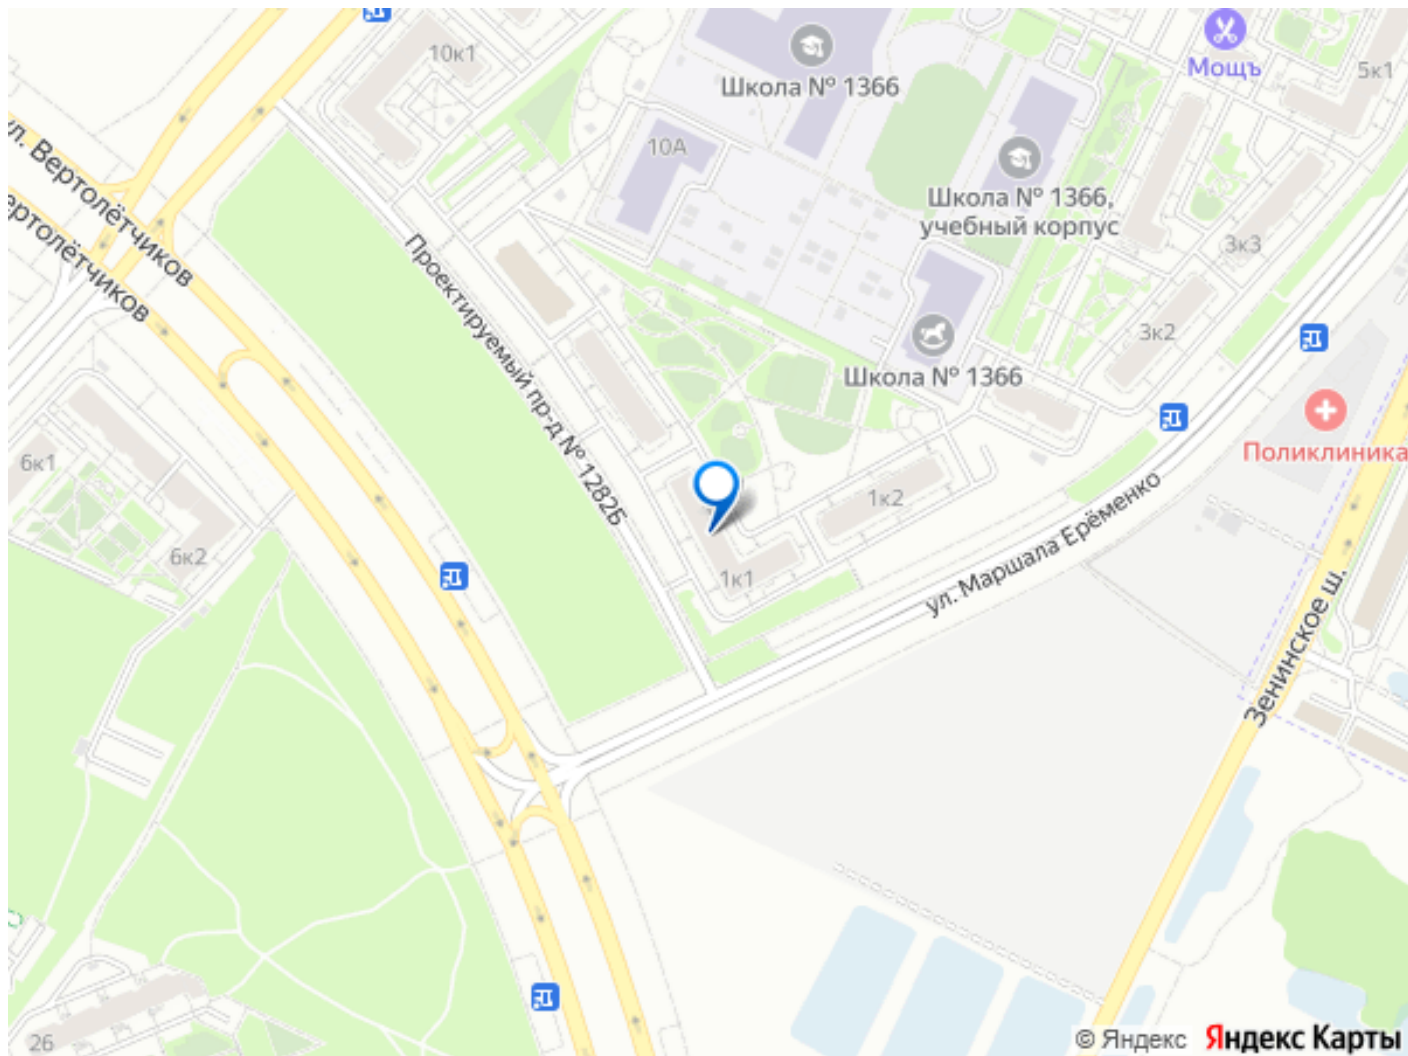 10к1
Мощъ
5к1
Школа № 1366
10А
ул. Вертолётчиков
Школа № 1366,
учебный корпус
3к3
Проектируемый пр-д № 1282Б
3к2
Школа № 1366
Поликлиника
6к1
1к2
6к2
1к1
ул. Маршала Ерёменко
Зенинское ш.
26
© Яндекс Яндекс Карты